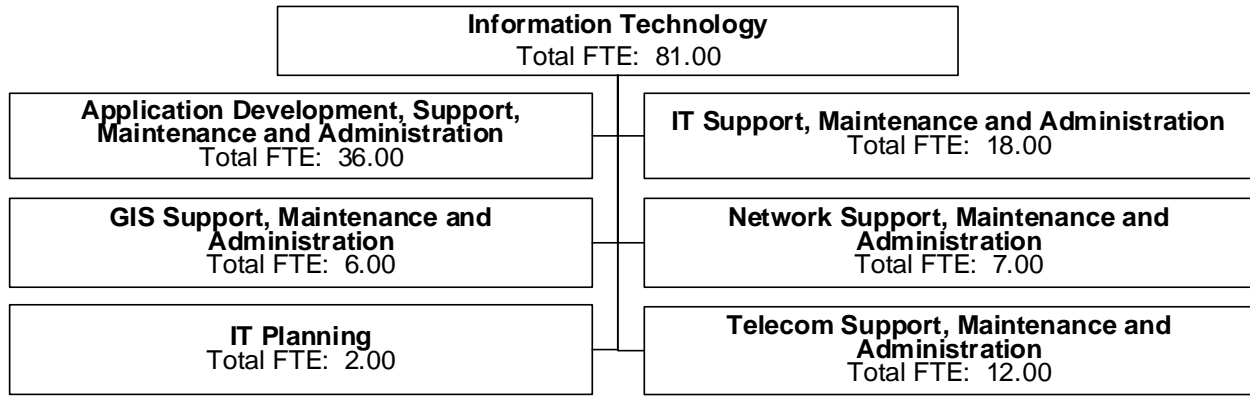 Information Technology
Total FTE: 81.00
Application Development, Support,
Maintenance and Administration
Total FTE: 36.00
IT Support, Maintenance and Administration
Total FTE: 18.00
GIS Support, Maintenance and
Administration
Total FTE: 6.00
Network Support, Maintenance and
Administration
Total FTE: 7.00
IT Planning
Total FTE: 2.00
Telecom Support, Maintenance and
Administration
Total FTE: 12.00